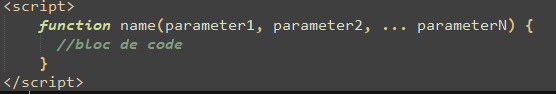 <script>
function name(parameter1, parameter2, ... parameterN) {
//bloc de code
}
</script>